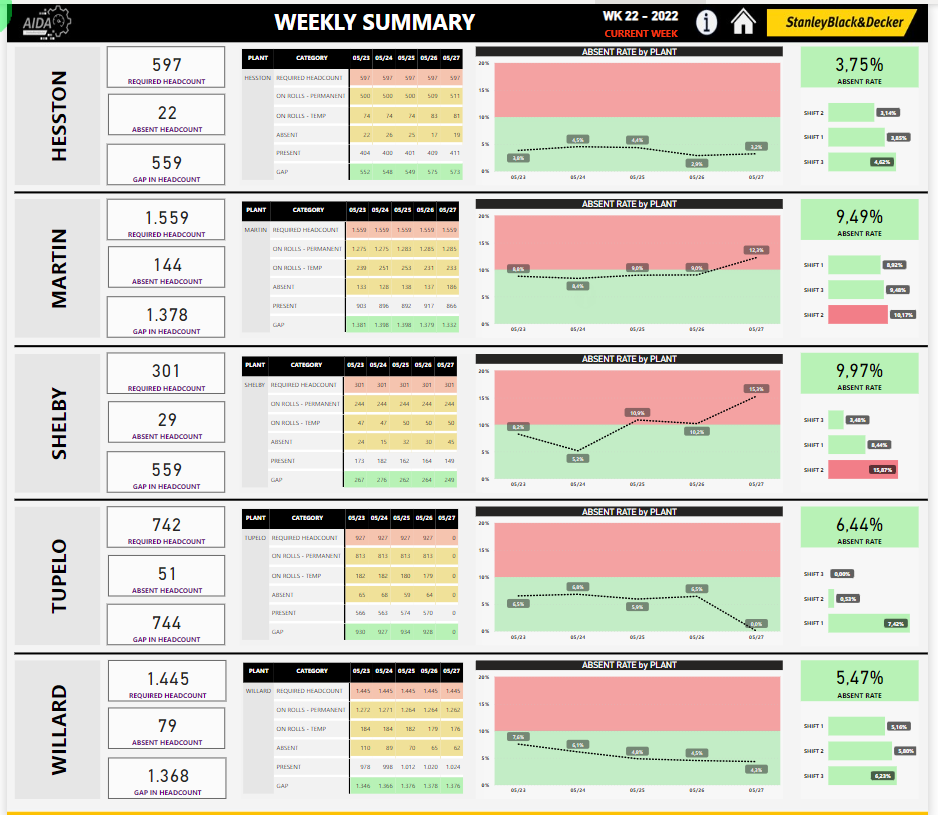 AIDA
WEEKLY SUMMARY
WK 22 – 2022
CURRENT WEEK
StanleyBlack&Decker
HESSTON
597
REQUIRED HEADCOUNT
22
ABSENT HEADCOUNT
559
GAP IN HEADCOUNT
PLANT CATEGORY 05/23 05/24 05/25 05/26 05/27
HESSTON REQUIRED HEADCOUNT 597 597 597 597 597
ON ROLLS - PERMANENT 500 500 500 509 511
ON ROLLS - TEMP 74 74 74 83 81
ABSENT 22 26 25 17 19
PRESENT 404 400 401 409 411
GAP 552 548 549 575 573
ABSENT RATE by PLANT
20%
15%
10%
5%
0%
3,8% 4,5% 4,4% 2,9% 3,2%
05/23 05/24 05/25 05/26 05/27
3,75%
ABSENT RATE
SHIFT 2 3,14%
SHIFT 1 3,85%
SHIFT 3 4,62%
MARTIN
1.559
REQUIRED HEADCOUNT
144
ABSENT HEADCOUNT
1.378
GAP IN HEADCOUNT
PLANT CATEGORY 05/23 05/24 05/25 05/26 05/27
MARTIN REQUIRED HEADCOUNT 1.559 1.559 1.559 1.559 1.559
ON ROLLS - PERMANENT 1.275 1.275 1.283 1.285 1.285
ON ROLLS - TEMP 239 251 253 231 233
ABSENT 133 128 138 137 186
PRESENT 903 896 892 917 866
GAP 1.381 1.398 1.398 1.379 1.332
ABSENT RATE by PLANT
20%
15%
10%
5%
0%
8,8% 8,4% 9,0% 9,0% 12,3%
05/23 05/24 05/25 05/26 05/27
9,49%
ABSENT RATE
SHIFT 1 8,92%
SHIFT 3 9,48%
SHIFT 2 10,17%
SHELBY
301
REQUIRED HEADCOUNT
29
ABSENT HEADCOUNT
559
GAP IN HEADCOUNT
PLANT CATEGORY 05/23 05/24 05/25 05/26 05/27
SHELBY REQUIRED HEADCOUNT 301 301 301 301 301
ON ROLLS - PERMANENT 244 244 244 244 244
ON ROLLS - TEMP 47 47 50 50 50
ABSENT 24 15 32 30 45
PRESENT 173 182 162 164 149
GAP 267 276 262 264 249
ABSENT RATE by PLANT
20%
15%
10%
5%
0%
8,3% 5,2% 10,9% 10,2% 15,3%
05/23 05/24 05/25 05/26 05/27
9,97%
ABSENT RATE
SHIFT 3 3,48%
SHIFT 1 8,44%
SHIFT 2 15,87%
TUPELO
742
REQUIRED HEADCOUNT
51
ABSENT HEADCOUNT
744
GAP IN HEADCOUNT
PLANT CATEGORY 05/23 05/24 05/25 05/26 05/27
TUPELO REQUIRED HEADCOUNT 927 927 927 927 0
ON ROLLS - PERMANENT 813 813 813 813 0
ON ROLLS - TEMP 182 182 180 179 0
ABSENT 65 68 59 64 0
PRESENT 566 563 574 570 0
GAP 930 927 934 928 0
ABSENT RATE by PLANT
20%
15%
10%
5%
0%
6,5% 6,8% 5,9% 6,5% 0,0%
05/23 05/24 05/25 05/26 05/27
6,44%
ABSENT RATE
SHIFT 3 0,00%
SHIFT 2 0,53%
SHIFT 1 7,42%
WILLARD
1.445
REQUIRED HEADCOUNT
79
ABSENT HEADCOUNT
1.368
GAP IN HEADCOUNT
PLANT CATEGORY 05/23 05/24 05/25 05/26 05/27
WILLARD REQUIRED HEADCOUNT 1.445 1.445 1.445 1.445 1.445
ON ROLLS - PERMANENT 1.272 1.271 1.264 1.264 1.262
ON ROLLS - TEMP 184 184 182 179 176
ABSENT 110 89 70 65 62
PRESENT 978 998 1.012 1.020 1.024
GAP 1.346 1.366 1.376 1.378 1.376
ABSENT RATE by PLANT
20%
15%
10%
5%
0%
7,6% 6,1% 4,8% 4,5% 4,3%
05/23 05/24 05/25 05/26 05/27
5,47%
ABSENT RATE
SHIFT 1 5,16%
SHIFT 2 5,80%
SHIFT 3 6,23%